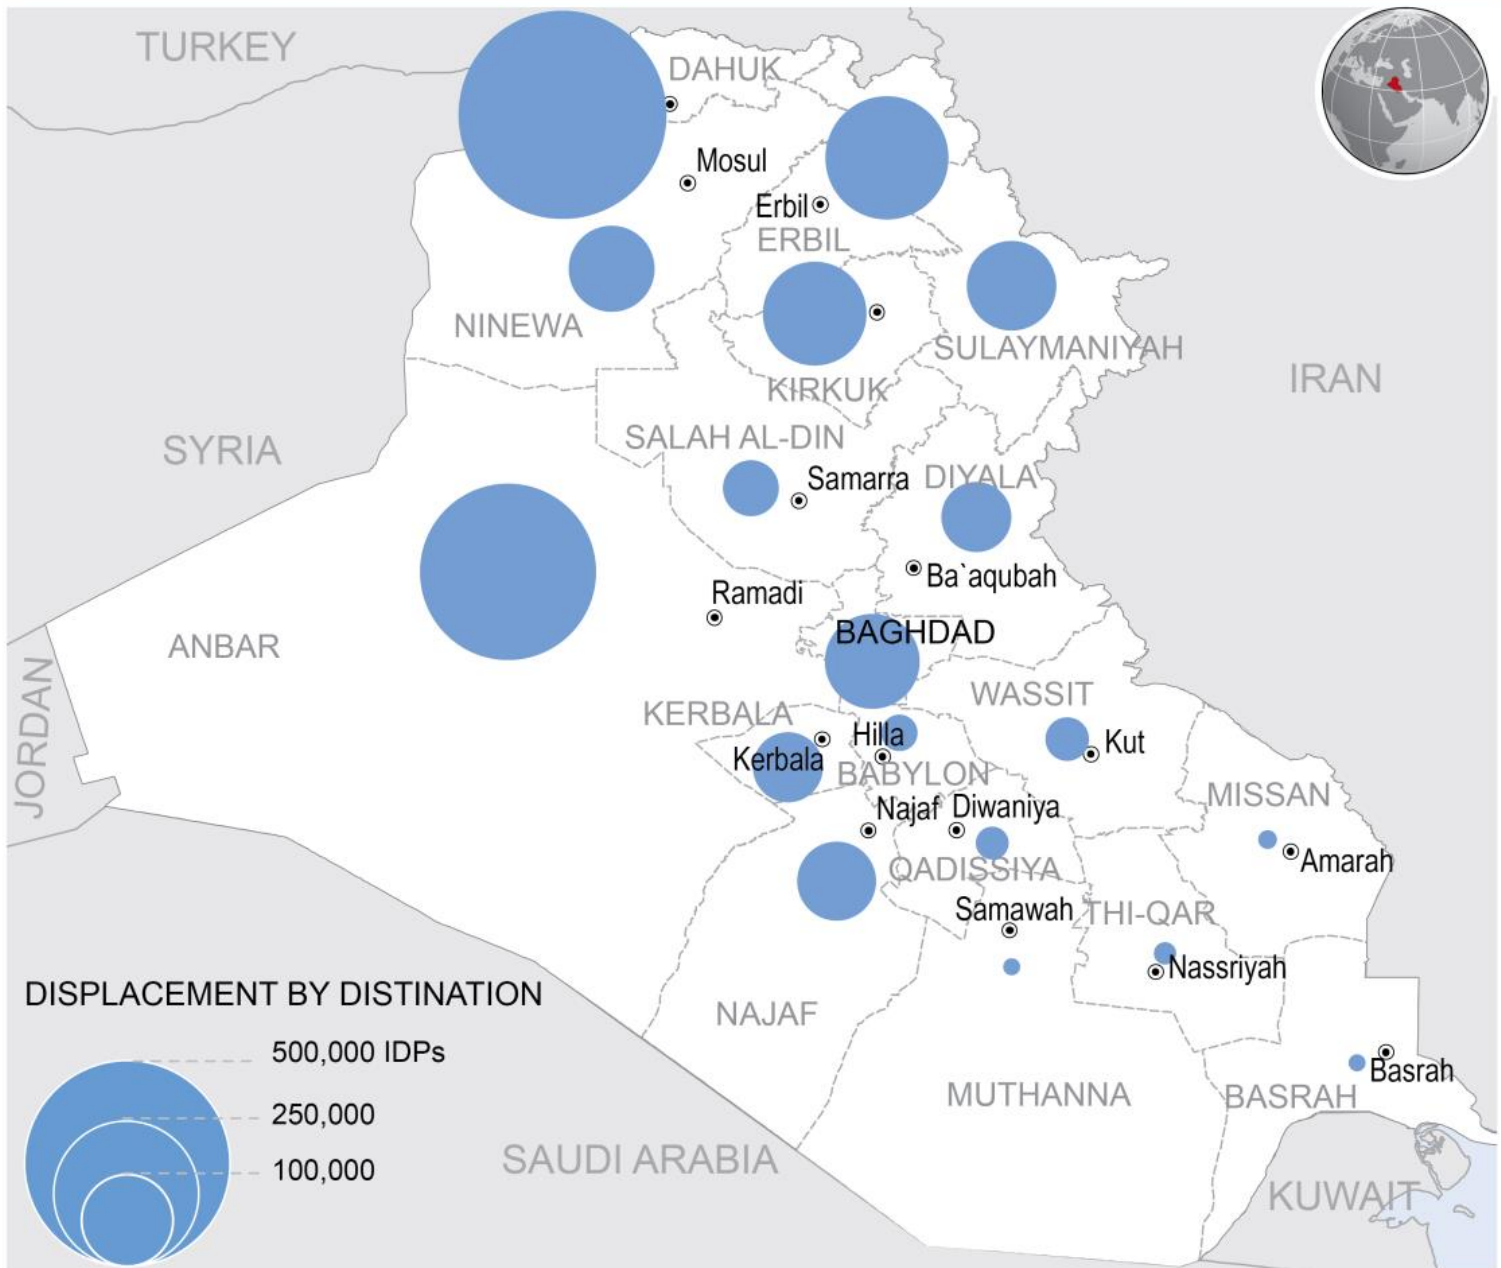 TURKEY
DAHUK
Mosul
Erbil
ERBIL
NINEWA
SULAYMANIYAH
IRAN
KIRKUK
SYRIA
SALAH AL-DIN
Samarra
DIYALA
Ba`aqubah
Ramadi
BAGHDAD
ANBAR
JORDAN
WASSIT
KERBALA
Hilla
Kut
Kerbala
BABYLON
MISSAN
Najaf
Diwaniya
Amarah
QADISSIYA
Samawah
THI-QAR
Nassriyah
NAJAF
Basrah
MUTHANNA
BASRAH
SAUDI ARABIA
KUWAIT
DISPLACEMENT BY DISTINATION
500,000 IDPs
250,000
100,000